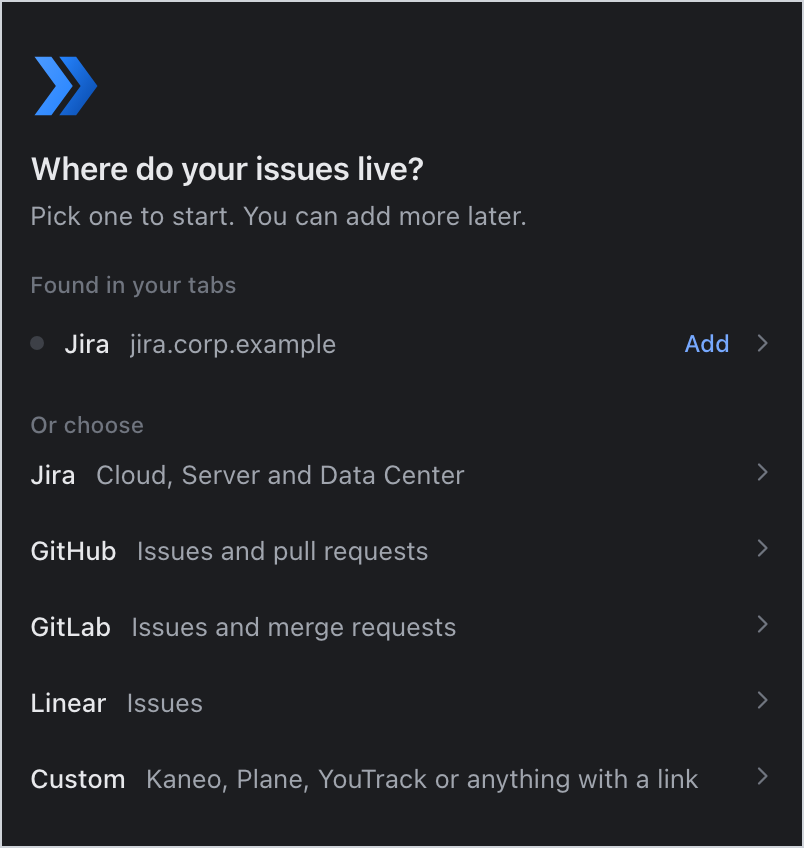 Where do your issues live?
Pick one to start. You can add more later.
Found in your tabs
Jira jira.corp.example Add
Or choose
Jira Cloud, Server and Data Center
GitHub Issues and pull requests
GitLab Issues and merge requests
Linear Issues
Custom Kaneo, Plane, YouTrack or anything with a link